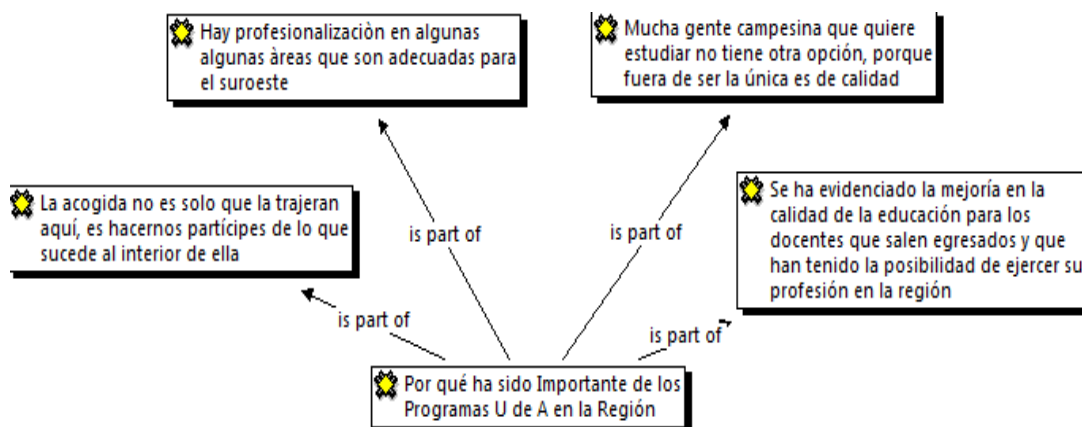 Hay profesionalizaciòn en algunas
algunas àreas que son adecuadas para
el suroeste
Mucha gente campesina que quiere
estudiar no tiene otra opción, porque
fuera de ser la única es de calidad
La acogida no es solo que la trajeran
aquí, es hacernos partícipes de lo que
sucede al interior de ella
Se ha evidenciado la mejoría en la
calidad de la educación para los
docentes que salen egresados y que
han tenido la posibilidad de ejercer su
profesión en la región
is part of
is part of
is part of
is part of
Por qué ha sido Importante de los
Programas U de A en la Región